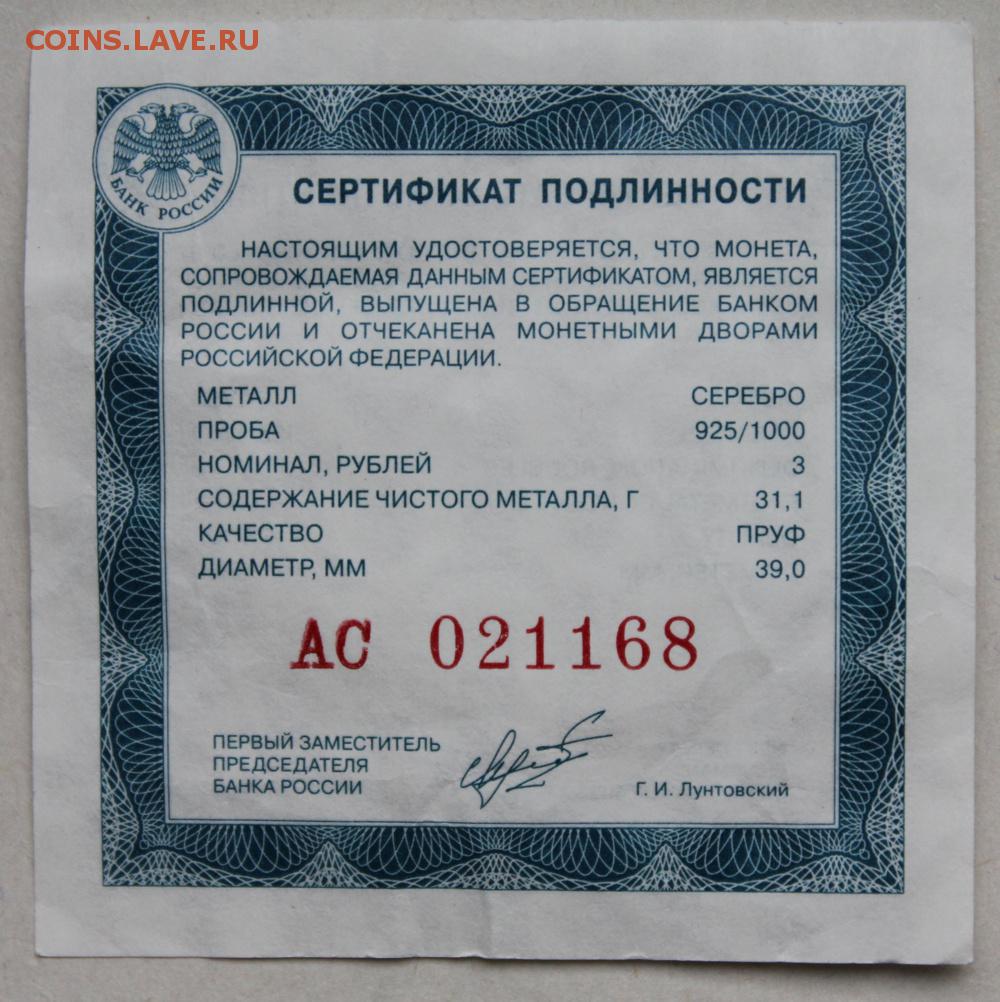 COINS.LAVE.RU
БАНК РОССИИ
СЕРТИФИКАТ ПОДЛИННОСТИ
НАСТОЯЩИМ УДОСТОВЕРЯЕТСЯ, ЧТО МОНЕТА,
СОПРОВОЖДАЕМАЯ ДАННЫМ СЕРТИФИКАТОМ, ЯВЛЯЕТСЯ
ПОДЛИННОЙ, ВЫПУЩЕНА В ОБРАЩЕНИЕ БАНКОМ
РОССИИ И ОТЧЕКАНЕНА МОНЕТНЫМИ ДВОРАМИ
РОССИЙСКОЙ ФЕДЕРАЦИИ.
МЕТАЛЛ СЕРЕБРО
ПРОБА 925/1000
НОМИНАЛ, РУБЛЕЙ 3
СОДЕРЖАНИЕ ЧИСТОГО МЕТАЛЛА, Г 31,1
КАЧЕСТВО ПРУФ
ДИАМЕТР, ММ 39,0
АС 021168
ПЕРВЫЙ ЗАМЕСТИТЕЛЬ
ПРЕДСЕДАТЕЛЯ
БАНКА РОССИИ Г. И. Лунтовский